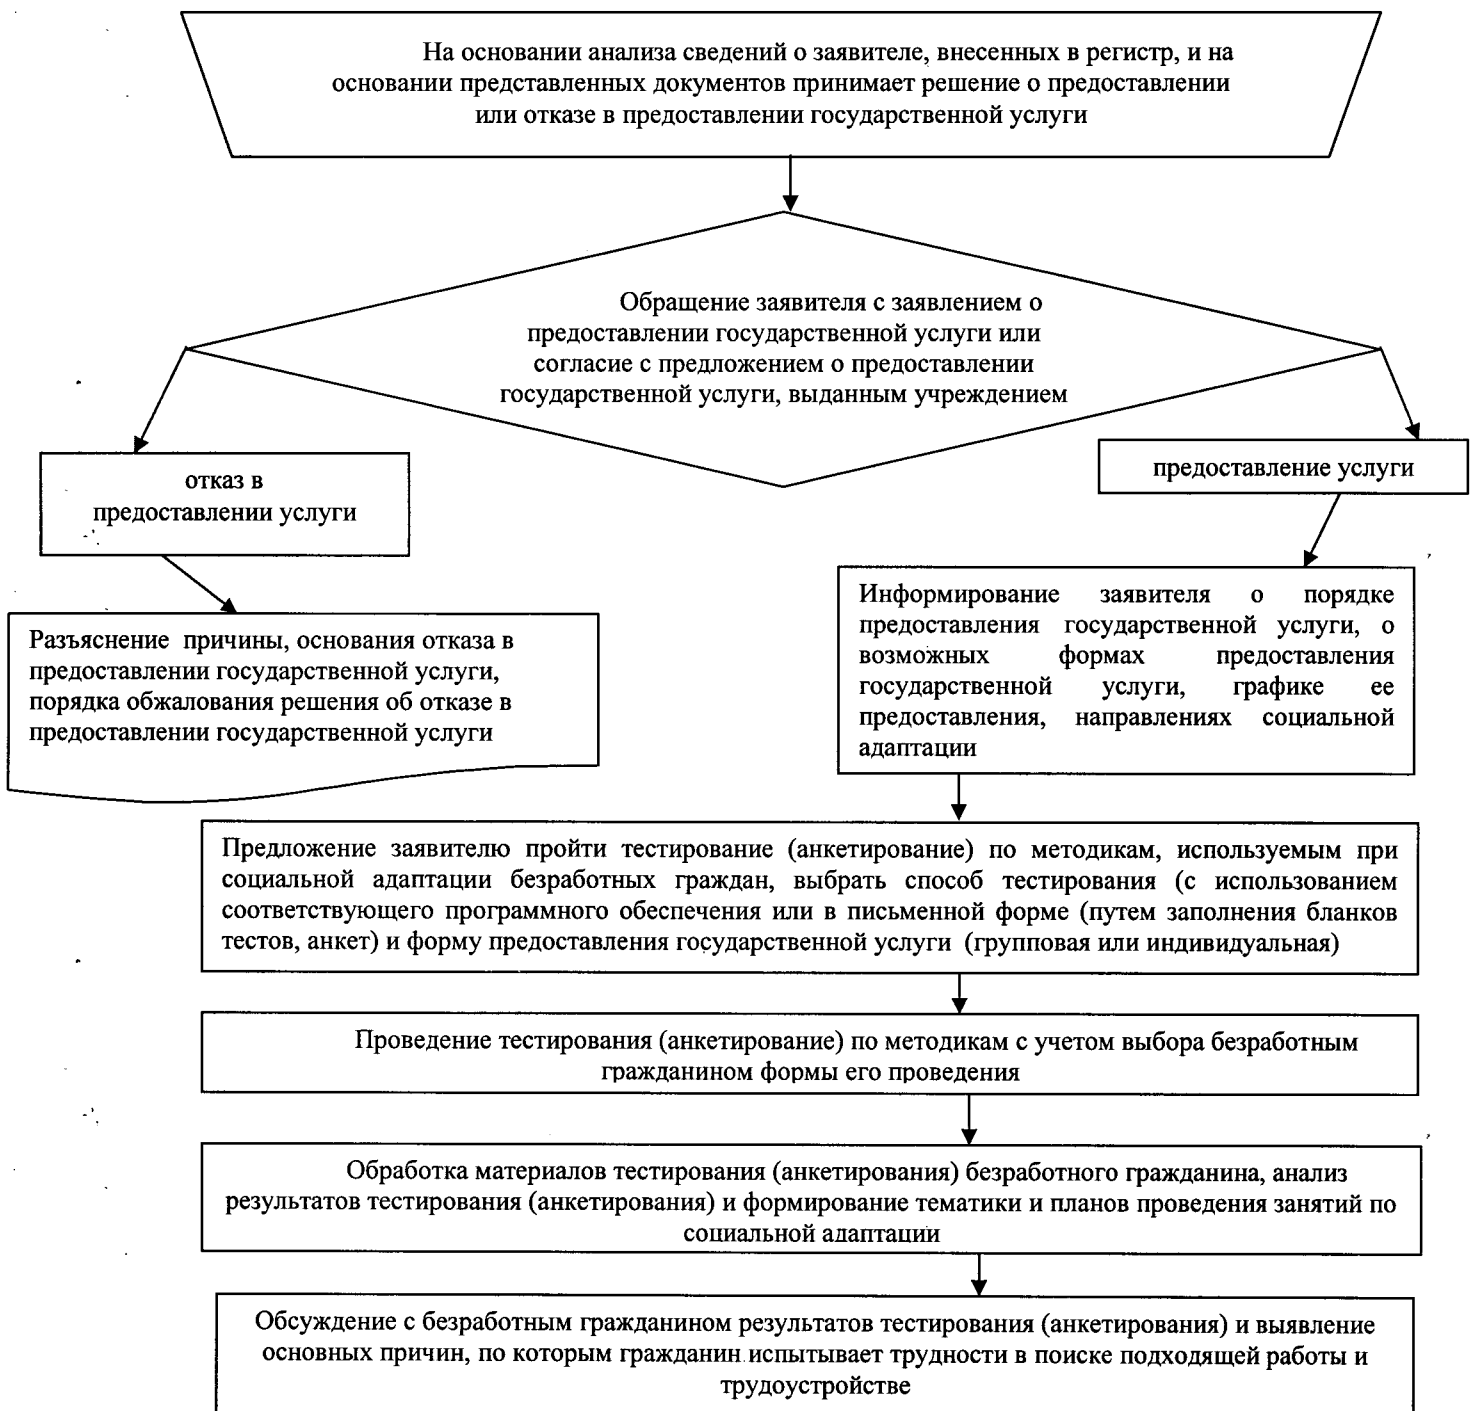 На основании анализа сведений о заявителе, внесенных в регистр, и на
основании представленных документов принимает решение о предоставлении
или отказе в предоставлении государственной услуги
Обращение заявителя с заявлением о
предоставлении государственной услуги или
согласие с предложением о предоставлении
государственной услуги, выданным учреждением
отказ в
предоставлении услуги
предоставление услуги
Разъяснение причины, основания отказа в
предоставлении государственной услуги,
порядка обжалования решения об отказе в
предоставлении государственной услуги
Информирование заявителя о порядке
предоставления государственной услуги, о
возможных формах предоставления
государственной услуги, графике ее
предоставления, направлениях социальной
адаптации
Предложение заявителю пройти тестирование (анкетирование) по методикам, используемым при
социальной адаптации безработных граждан, выбрать способ тестирования (с использованием
соответствующего программного обеспечения или в письменной форме (путем заполнения бланков
тестов, анкет) и форму предоставления государственной услуги (групповая или индивидуальная)
Проведение тестирования (анкетирование) по методикам с учетом выбора безработным
гражданином формы его проведения
Обработка материалов тестирования (анкетирования) безработного гражданина, анализ
результатов тестирования (анкетирования) и формирование тематики и планов проведения занятий по
социальной адаптации
Обсуждение с безработным гражданином результатов тестирования (анкетирования) и выявление
основных причин, по которым гражданин испытывает трудности в поиске подходящей работы и
трудоустройстве